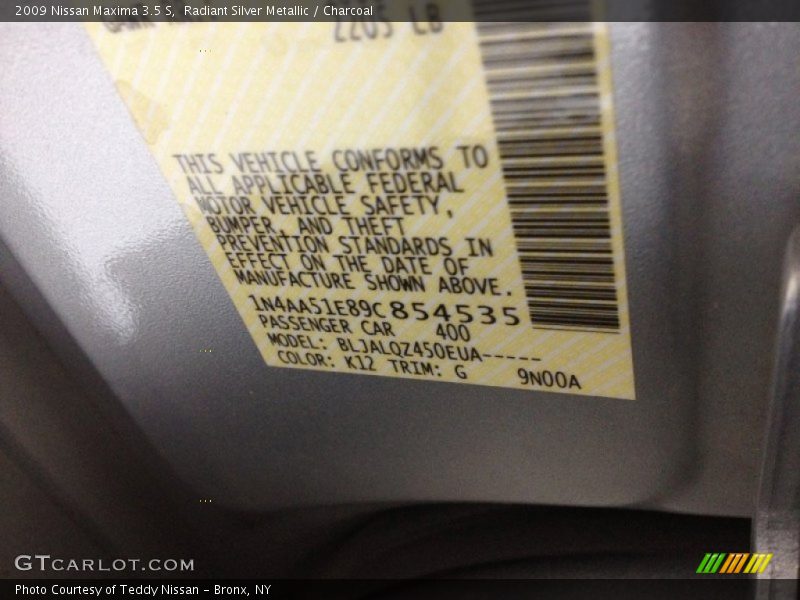 2009 Nissan Maxima 3.5 S, Radiant Silver Metallic / Charcoal
2205 LB
THIS VEHICLE CONFORMS TO
ALL APPLICABLE FEDERAL
MOTOR VEHICLE SAFETY,
BUMPER, AND THEFT
PREVENTION STANDARDS IN
EFFECT ON THE DATE OF
MANUFACTURE SHOWN ABOVE.
1N4AA51E89C854535
PASSENGER CAR 400
MODEL: BLJALQZ450EUA-----
COLOR: K12 TRIM: G 9N00A
GTCARLOT.COM
Photo Courtesy of Teddy Nissan – Bronx, NY